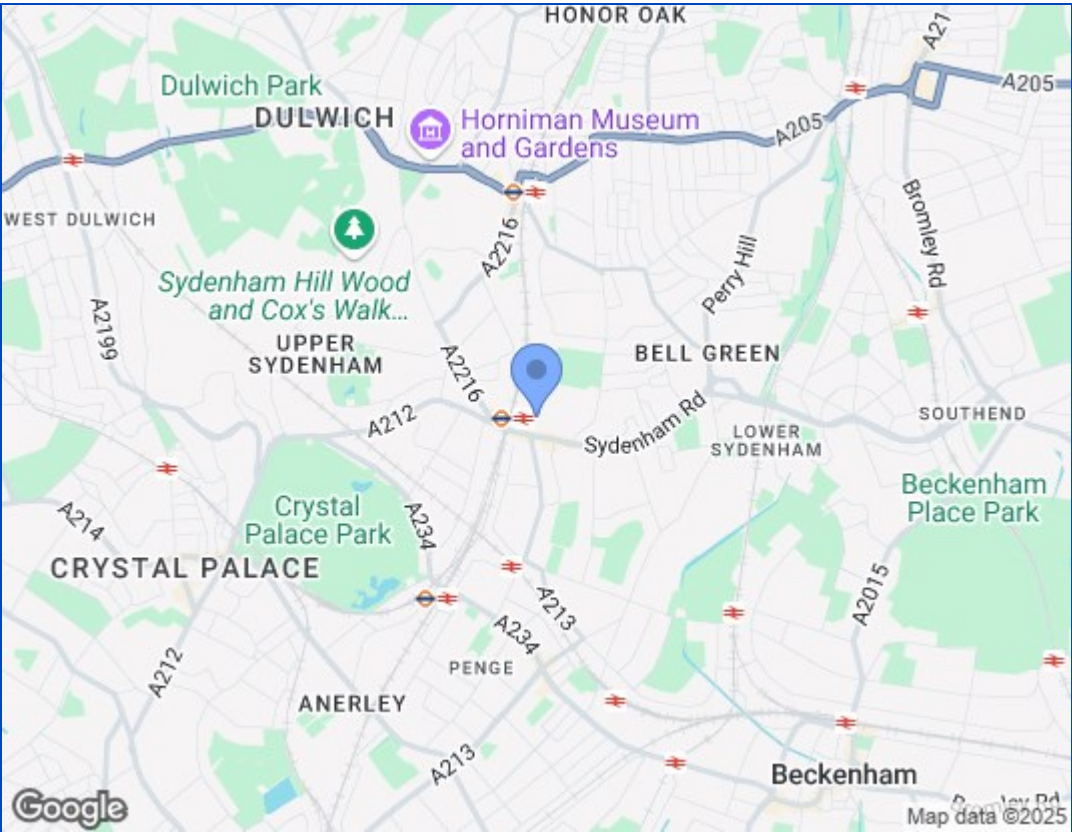 HONOR OAK
A21
Dulwich Park
DULWICH
Horniman Museum
and Gardens
A205
A205
WEST DULWICH
A2216
Bromley Rd
Perry Hill
Sydenham Hill Wood
and Cox's Walk...
A2199
UPPER
SYDENHAM
A2216
BELL GREEN
A212
Sydenham Rd
SOUTHEND
LOWER
SYDENHAM
Beckenham
Place Park
Crystal
Palace Park
A214
A234
CRYSTAL PALACE
A2015
A213
A234
A212
PENGE
ANERLEY
A213
Beckenham
Bromley Rd
Google
Map data ©2025